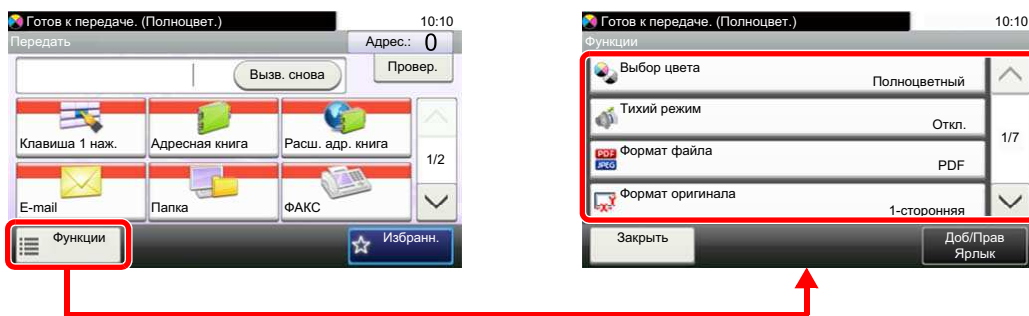 Готов к передаче. (Полноцвет.) 10:10
Передать Адрес.: 0
Вызв. снова Провер.
Клавиша 1 наж. Адресная книга Расш. адр. книга
1/2
E-mail Папка ФАКС
Функции Избранн.
Готов к передаче. (Полноцвет.) 10:10
Функции
Выбор цвета
Полноцветный
Тихий режим
Откл.
1/7
PDF
JPEG
Формат файла
PDF
Формат оригинала
1-сторонняя
Закрыть Доб/Прав
Ярлык